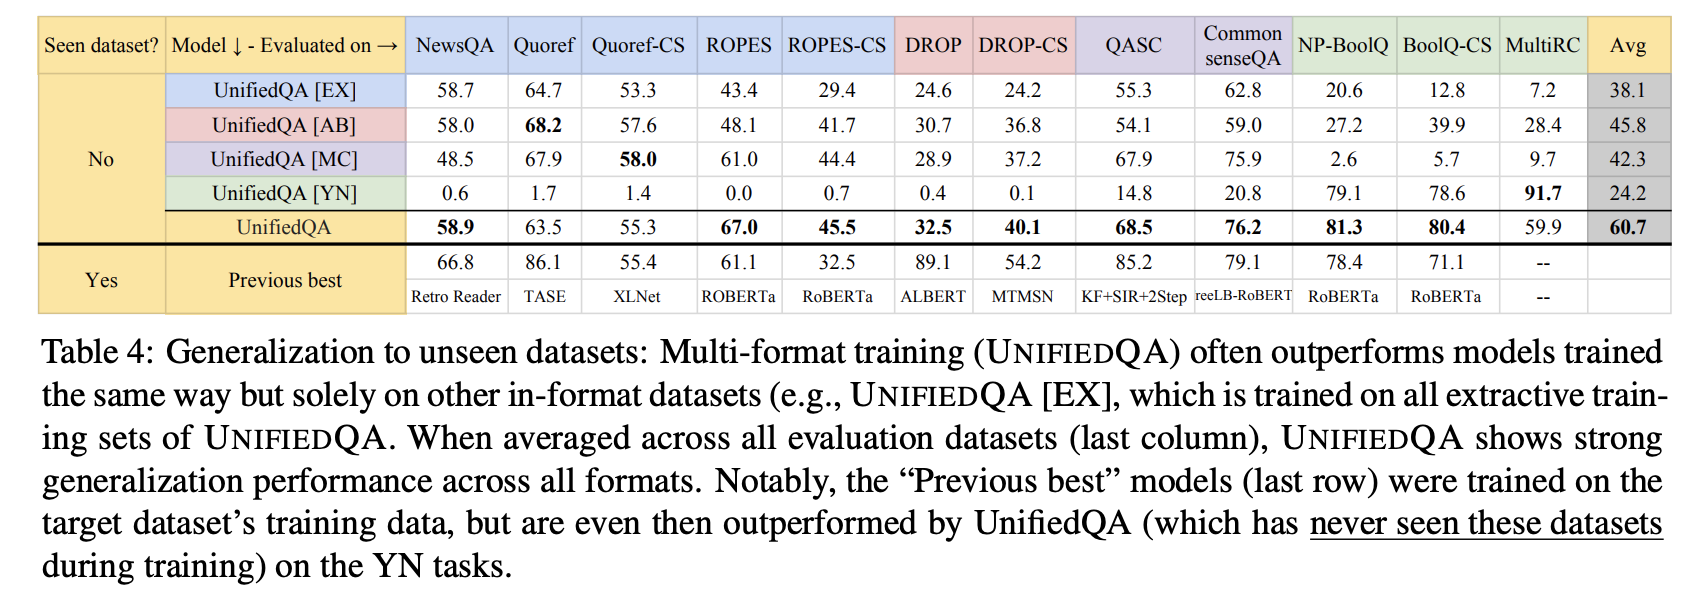 Seen dataset? Model ↓ - Evaluated on → NewsQA Quoref Quoref-CS ROPES ROPES-CS DROP DROP-CS QASC Common senseQA NP-BoolQ BoolQ-CS MultiRC Avg
No
UnifiedQA [EX] 58.7 64.7 53.3 43.4 29.4 24.6 24.2 55.3 62.8 20.6 12.8 7.2 38.1
UnifiedQA [AB] 58.0 68.2 57.6 48.1 41.7 30.7 36.8 54.1 59.0 27.2 39.9 28.4 45.8
UnifiedQA [MC] 48.5 67.9 58.0 61.0 44.4 28.9 37.2 67.9 75.9 2.6 5.7 9.7 42.3
UnifiedQA [YN] 0.6 1.7 1.4 0.0 0.7 0.4 0.1 14.8 20.8 79.1 78.6 91.7 24.2
UnifiedQA 58.9 63.5 55.3 67.0 45.5 32.5 40.1 68.5 76.2 81.3 80.4 59.9 60.7
Yes Previous best
66.8 86.1 55.4 61.1 32.5 89.1 54.2 85.2 79.1 78.4 71.1 --
Retro Reader TASE XLNet ROBERTa RoBERTa ALBERT MTMSN KF+SIR+2Step reeLB-RoBERT RoBERTa RoBERTa --
Table 4: Generalization to unseen datasets: Multi-format training (UNIFIEDQA) often outperforms models trained
the same way but solely on other in-format datasets (e.g., UNIFIEDQA [EX], which is trained on all extractive train-
ing sets of UNIFIEDQA. When averaged across all evaluation datasets (last column), UNIFIEDQA shows strong
generalization performance across all formats. Notably, the “Previous best” models (last row) were trained on the
target dataset’s training data, but are even then outperformed by UnifiedQA (which has never seen these datasets
during training) on the YN tasks.